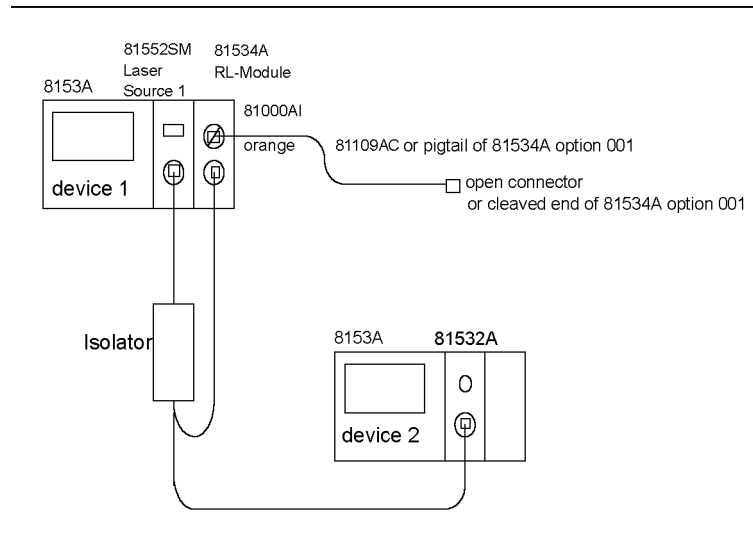 81552SM
Laser
Source 1
81534A
RL-Module
8153A
81000AI
orange
81109AC or pigtail of 81534A option 001
open connector
or cleaved end of 81534A option 001
device 1
Isolator
8153A
81532A
device 2